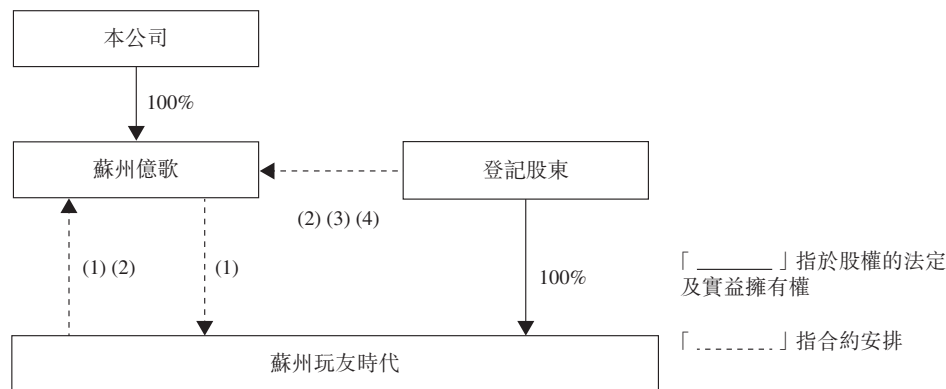 本公司
100%
蘇州億歌
登記股東
(2) (3) (4)
(1) (2)
(1)
100%
「 ________ 」指於股權的法定
及實益擁有權
「 -------- 」指合約安排
蘇州玩友時代